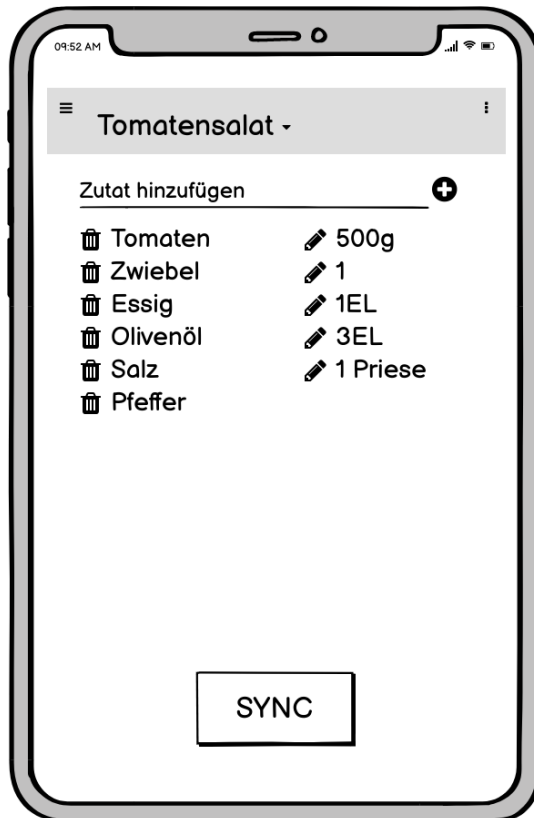 09:52 AM
Tomatensalat
Zutat hinzufügen
Tomaten 500g
Zwiebel 1
Essig 1EL
Olivenöl 3EL
Salz 1 Priese
Pfeffer
SYNC